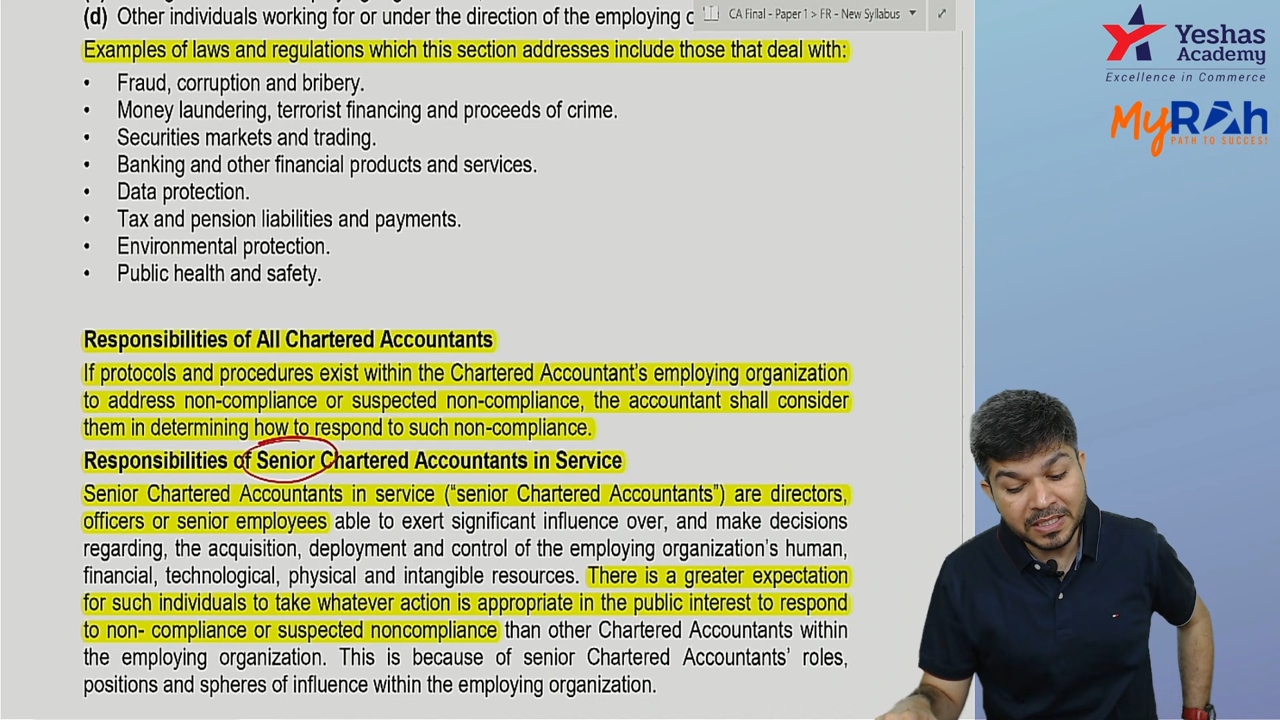 (d) Other individuals working for or under the direction of the employing
CA Final - Paper 1 > FR - New Syllabus
Yeshas
Academy
Excellence in Commerce
MyRAh
PATH TO SUCCESS
Examples of laws and regulations which this section addresses include those that deal with:
• Fraud, corruption and bribery.
• Money laundering, terrorist financing and proceeds of crime.
• Securities markets and trading.
• Banking and other financial products and services.
• Data protection.
• Tax and pension liabilities and payments.
• Environmental protection.
• Public health and safety.
Responsibilities of All Chartered Accountants
If protocols and procedures exist within the Chartered Accountant's employing organization
to address non-compliance or suspected non-compliance, the accountant shall consider
them in determining how to respond to such non-compliance.
Responsibilities of Senior Chartered Accountants in Service
Senior Chartered Accountants in service (“senior Chartered Accountants”) are directors,
officers or senior employees able to exert significant influence over, and make decisions
regarding, the acquisition, deployment and control of the employing organization's human,
financial, technological, physical and intangible resources. There is a greater expectation
for such individuals to take whatever action is appropriate in the public interest to respond
to non- compliance or suspected noncompliance than other Chartered Accountants within
the employing organization. This is because of senior Chartered Accountants' roles,
positions and spheres of influence within the employing organization.